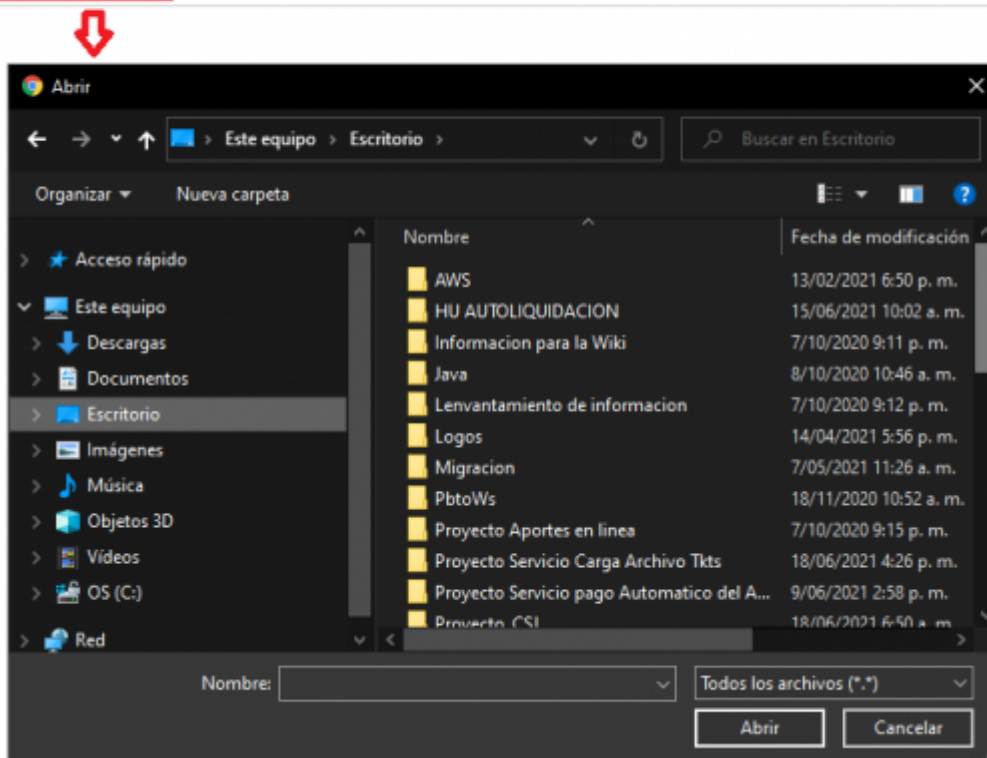 Abrir
Este equipo > Escritorio >
Buscar en Escritorio
Organizar
Nueva carpeta
Nombre
Fecha de modificación
Acceso rápido
Este equipo
Descargas
Documentos
Escritorio
Imágenes
Música
Objetos 3D
Vídeos
OS (C:)
Red
AWS 13/02/2021 6:50 p. m.
HU AUTOLIQUIDACION 15/06/2021 10:02 a. m.
Informacion para la Wiki 7/10/2020 9:11 p. m.
Java 8/10/2020 10:46 a. m.
Lenvantamiento de informacion 7/10/2020 9:12 p. m.
Logos 14/04/2021 5:56 p. m.
Migracion 7/05/2021 11:26 a. m.
PbtoWs 18/11/2020 10:52 a. m.
Proyecto Aportes en linea 7/10/2020 9:15 p. m.
Proyecto Servicio Carga Archivo Tkts 18/06/2021 4:26 p. m.
Proyecto Servicio pago Automatico del A... 9/06/2021 2:58 p. m.
Proyecto_CSI 18/06/2021 6:50 a. m.
Nombre:
Todos los archivos (*.*)
Abrir
Cancelar